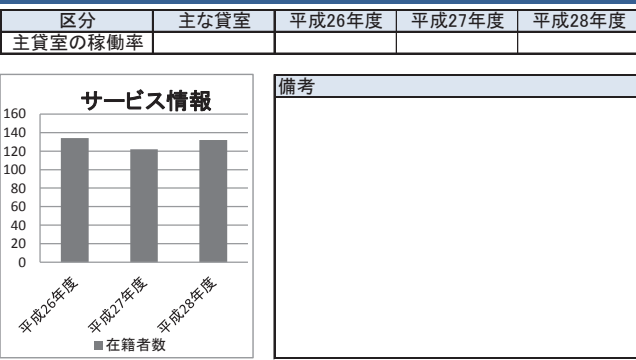 区分 主な貸室 平成26年度 平成27年度 平成28年度
主貸室の稼働率
サービス情報
160
140
120
100
80
60
40
20
0
平成26年度 平成27年度 平成28年度
■在籍者数
備考